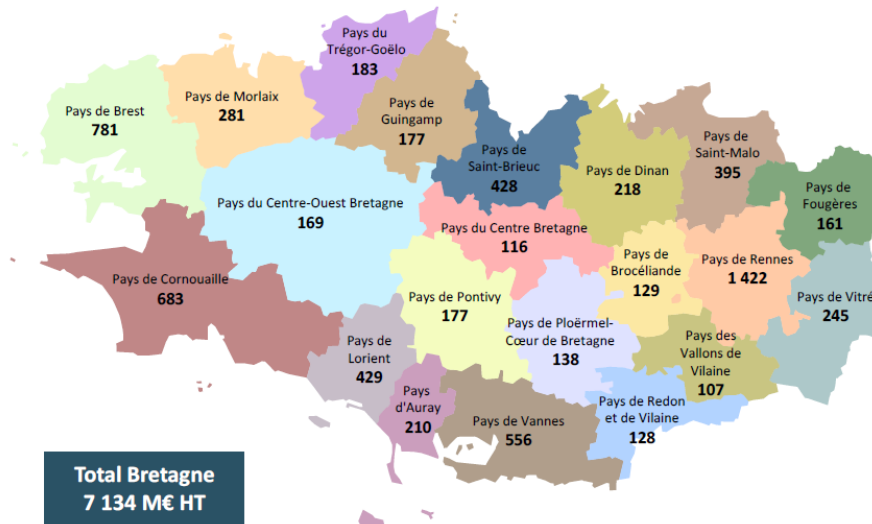 Pays du
Trégor-Goëlo
183
Pays de Brest
781
Pays de Morlaix
281
Pays de
Guingamp
177
Pays de
Saint-Brieuc
428
Pays de Dinan
218
Pays de
Saint-Malo
395
Pays de
Fougères
161
Pays du Centre-Ouest Bretagne
169
Pays du Centre Bretagne
116
Pays de
Brocéliande
129
Pays de Rennes
1 422
Pays de Vitré
245
Pays de Cornouaille
683
Pays de Pontivy
177
Pays de Ploërmel-
Cœur de Bretagne
138
Pays des
Vallons de
Vilaine
107
Pays de
Lorient
429
Pays
d'Auray
210
Pays de Vannes
556
Pays de Redon
et de Vilaine
128
Total Bretagne
7 134 M€ HT